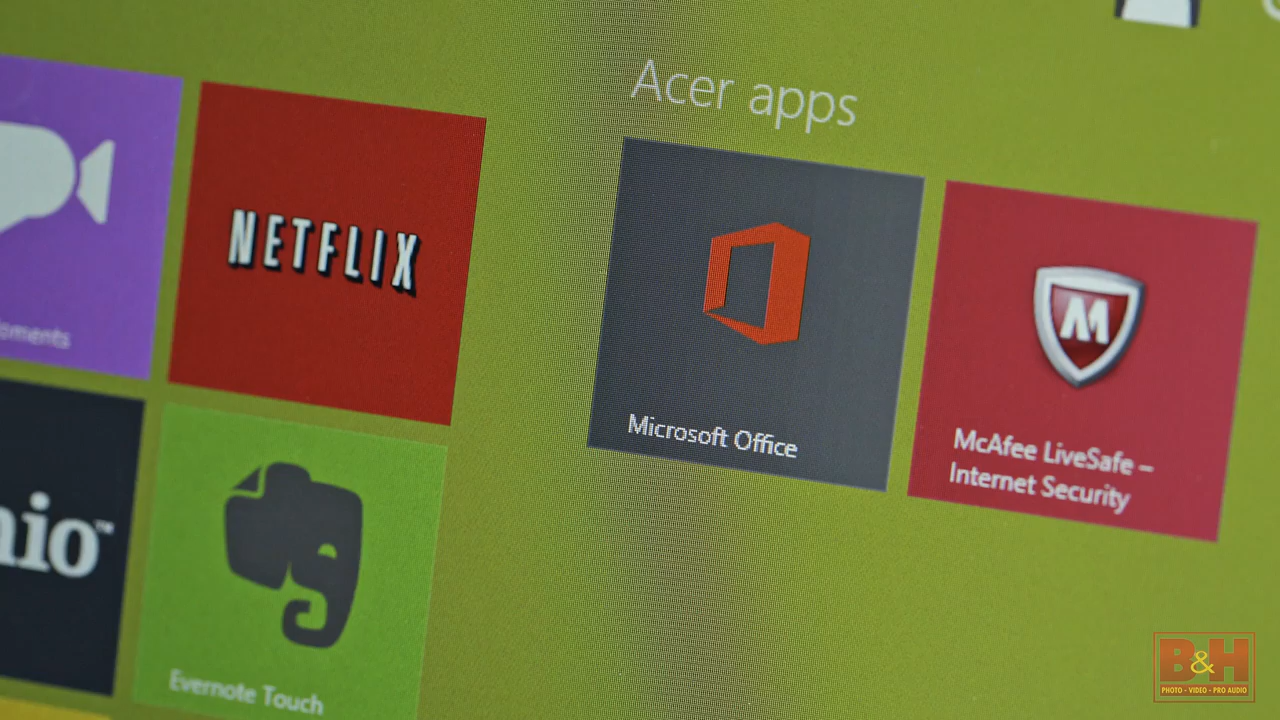 Acer apps
NETFLIX
Microsoft Office
McAfee LiveSafe –
Internet Security
Evernote Touch
B&H
PHOTO • VIDEO • PRO AUDIO